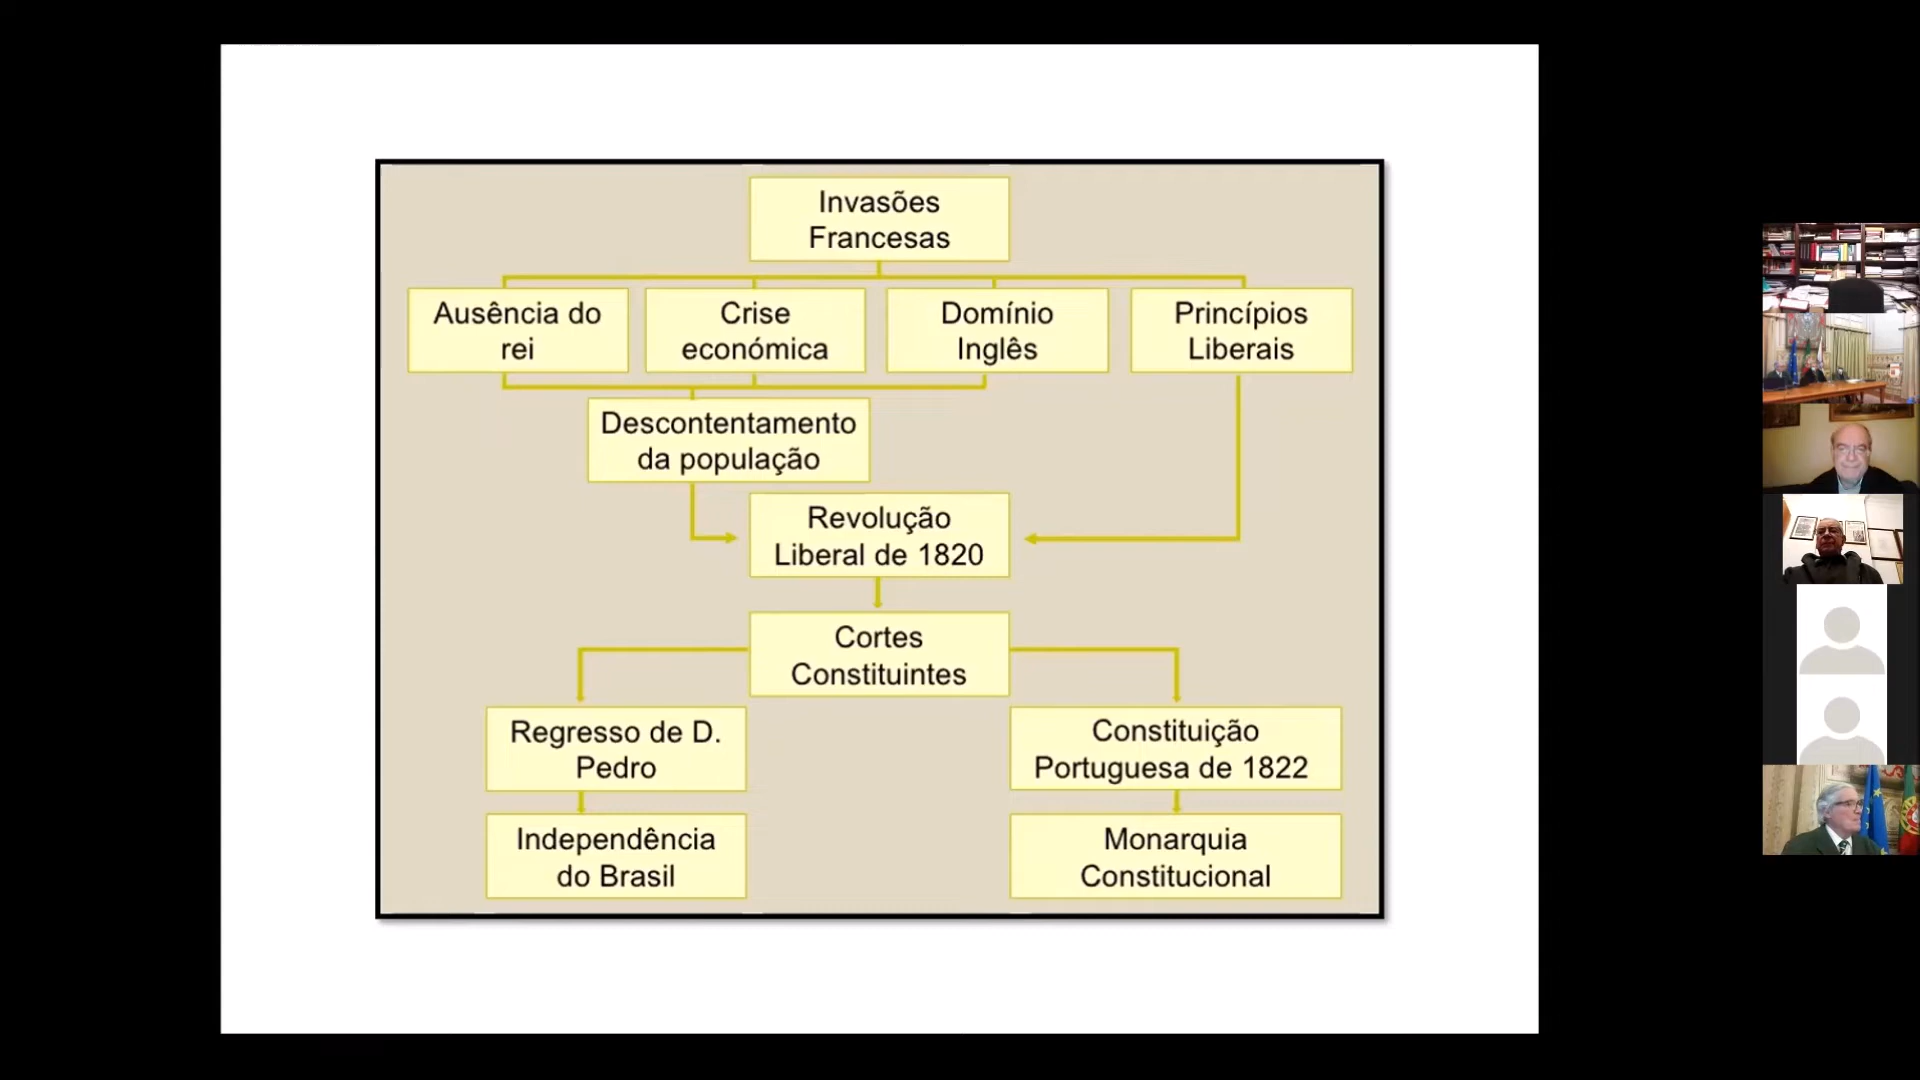 Invasões
Francesas
Ausência do
rei
Crise
económica
Domínio
Inglês
Princípios
Liberais
Descontentamento
da população
Revolução
Liberal de 1820
Cortes
Constituintes
Regresso de D.
Pedro
Constituição
Portuguesa de 1822
Independência
do Brasil
Monarquia
Constitucional